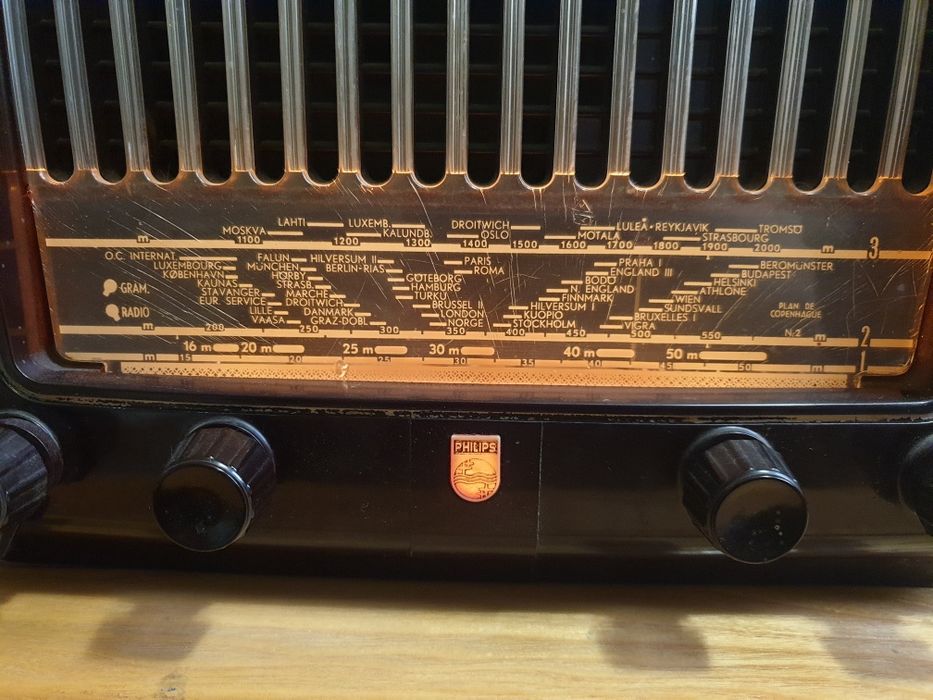 LAHTI LUXEMB. DROITWICH LULEÅ-REYKJAVIK TROMSÖ
MOSKVA KALUNDB. OSLO MOTALA STRASBOURG
m 1100 1200 1300 1400 1500 1600 1700 1800 1900 2000 m 3
O.C. INTERNAT. FALUN HILVERSUM II PARIS PRAHA I BEROMÜNSTER
LUXEMBOURG MÜNCHEN BERLIN-RIAS ROMA ENGLAND III BUDAPEST
KØBENHAVN HÖRBY GÖTEBORG BODÖ HELSINKI
KAUNAS STRASB. HAMBURG N. ENGLAND ATHLONE
GRAM. STAVANGER MARCHE TURKU FINNMARK WIEN
EUR. SERVICE DROITWICH BRUSSEL II HILVERSUM I SUNDSVALL PLAN DE
RADIO LILLE DANMARK LONDON KUOPIO BRUXELLES I COPENHAGUE
VAASA GRAZ-DOBL NORGE STOCKHOLM VIGRA
m 200 250 300 350 400 450 500 550 N:2 m 2
16 m 20 m 25 m 30 m 40 m 50 m
m 15 20 25 30 35 40 45 50 m 1
PHILIPS